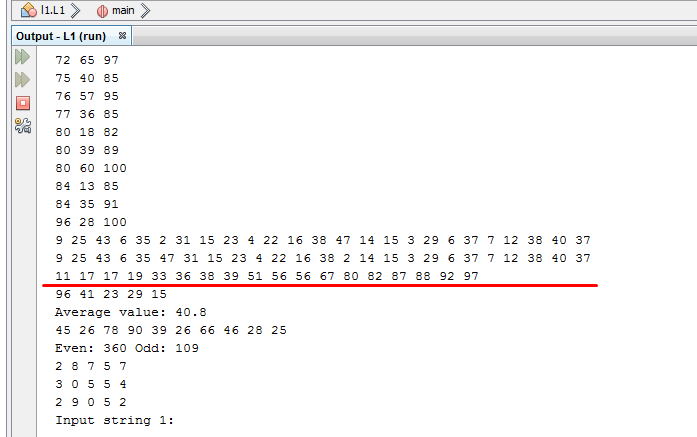 l1.L1 main
Output - L1 (run)
72 65 97
75 40 85
76 57 95
77 36 85
80 18 82
80 39 89
80 60 100
84 13 85
84 35 91
96 28 100
9 25 43 6 35 2 31 15 23 4 22 16 38 47 14 15 3 29 6 37 7 12 38 40 37
9 25 43 6 35 47 31 15 23 4 22 16 38 2 14 15 3 29 6 37 7 12 38 40 37
11 17 17 19 33 36 38 39 51 56 56 67 80 82 87 88 92 97
96 41 23 29 15
Average value: 40.8
45 26 78 90 39 26 66 46 28 25
Even: 360 Odd: 109
2 8 7 5 7
3 0 5 5 4
2 9 0 5 2
Input string 1: